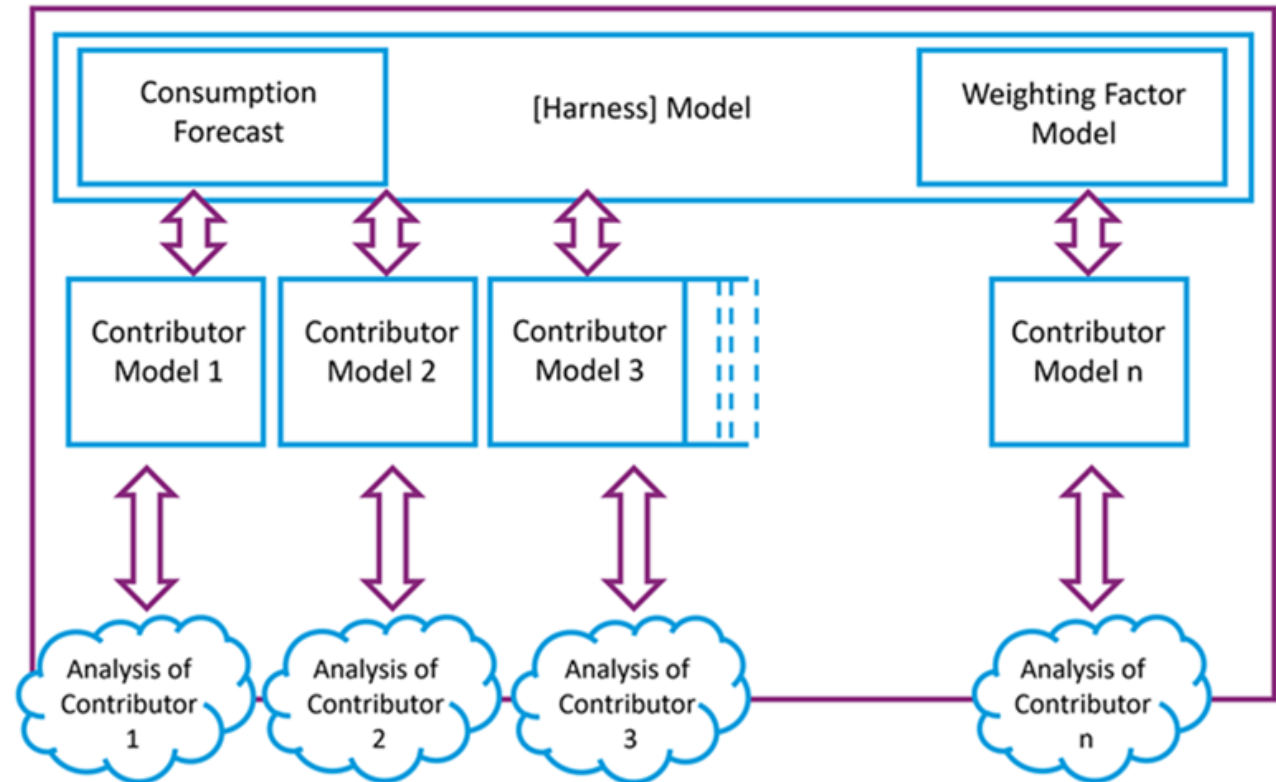 Consumption
Forecast
[Harness] Model
Weighting Factor
Model
Contributor
Model 1
Contributor
Model 2
Contributor
Model 3
Contributor
Model n
Analysis of
Contributor
1
Analysis of
Contributor
2
Analysis of
Contributor
3
Analysis of
Contributor
n